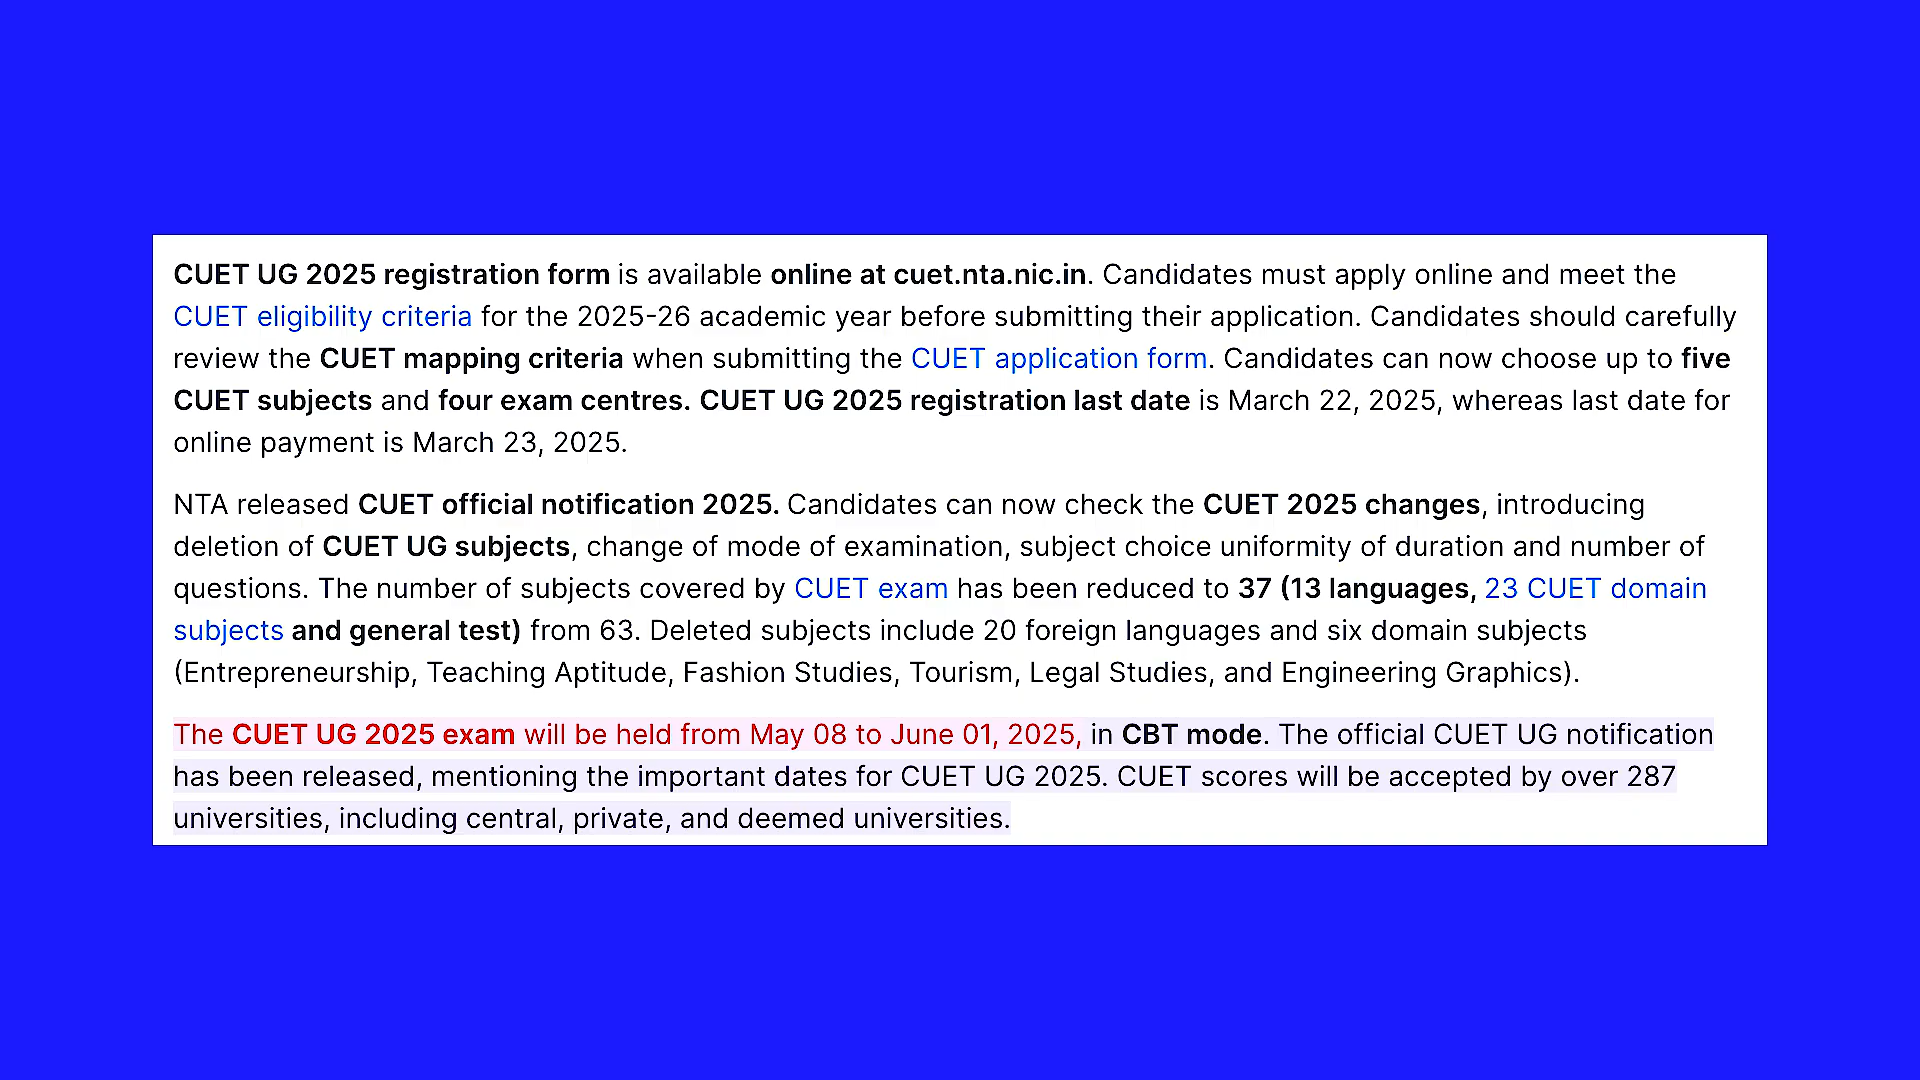 CUET UG 2025 registration form is available online at cuet.nta.nic.in. Candidates must apply online and meet the
CUET eligibility criteria for the 2025-26 academic year before submitting their application. Candidates should carefully
review the CUET mapping criteria when submitting the CUET application form. Candidates can now choose up to five
CUET subjects and four exam centres. CUET UG 2025 registration last date is March 22, 2025, whereas last date for
online payment is March 23, 2025.
NTA released CUET official notification 2025. Candidates can now check the CUET 2025 changes, introducing
deletion of CUET UG subjects, change of mode of examination, subject choice uniformity of duration and number of
questions. The number of subjects covered by CUET exam has been reduced to 37 (13 languages, 23 CUET domain
subjects and general test) from 63. Deleted subjects include 20 foreign languages and six domain subjects
(Entrepreneurship, Teaching Aptitude, Fashion Studies, Tourism, Legal Studies, and Engineering Graphics).
The CUET UG 2025 exam will be held from May 08 to June 01, 2025, in CBT mode. The official CUET UG notification
has been released, mentioning the important dates for CUET UG 2025. CUET scores will be accepted by over 287
universities, including central, private, and deemed universities.